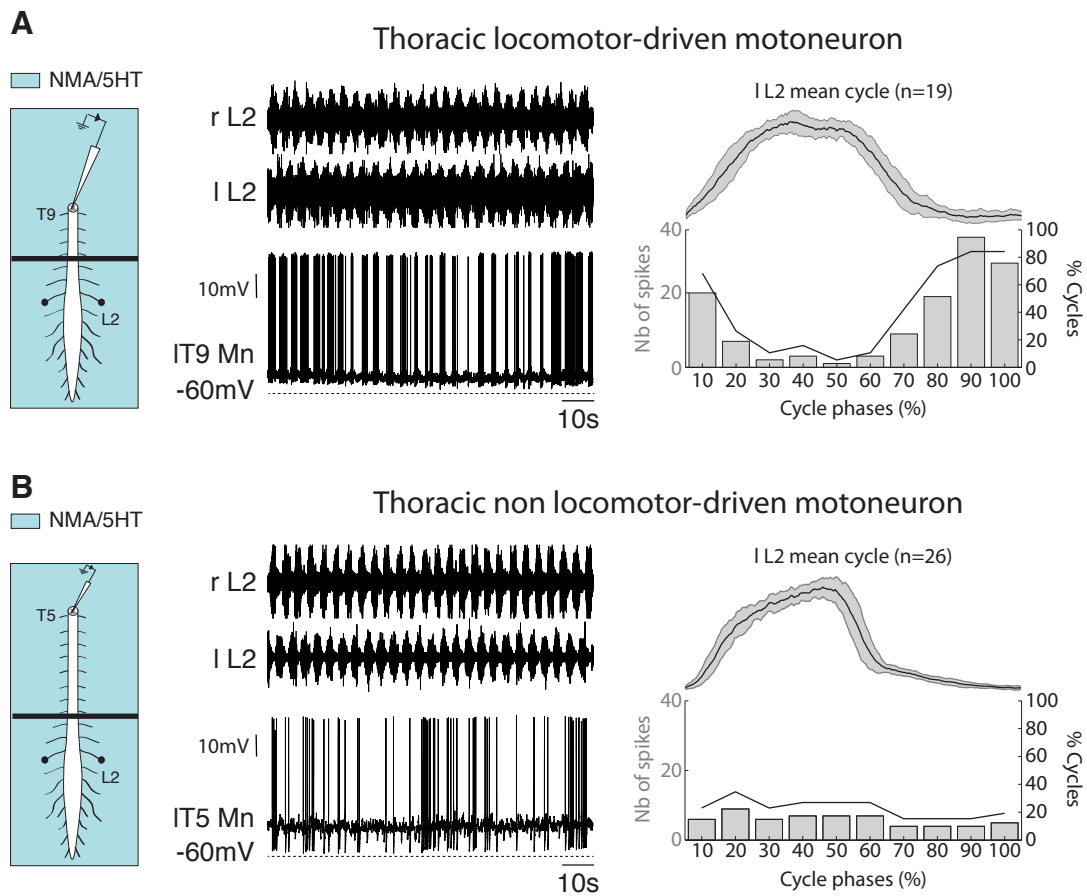 A
Thoracic locomotor-driven motoneuron
NMA/5HT
T9
L2
r L2
l L2
10mV
lT9 Mn
-60mV
10s
l L2 mean cycle (n=19)
40
20
0
Nb of spikes
100
80
60
40
20
0
% Cycles
10 20 30 40 50 60 70 80 90 100
Cycle phases (%)
B
Thoracic non locomotor-driven motoneuron
NMA/5HT
T5
L2
r L2
l L2
10mV
lT5 Mn
-60mV
10s
l L2 mean cycle (n=26)
40
20
0
Nb of spikes
100
80
60
40
20
0
% Cycles
10 20 30 40 50 60 70 80 90 100
Cycle phases (%)